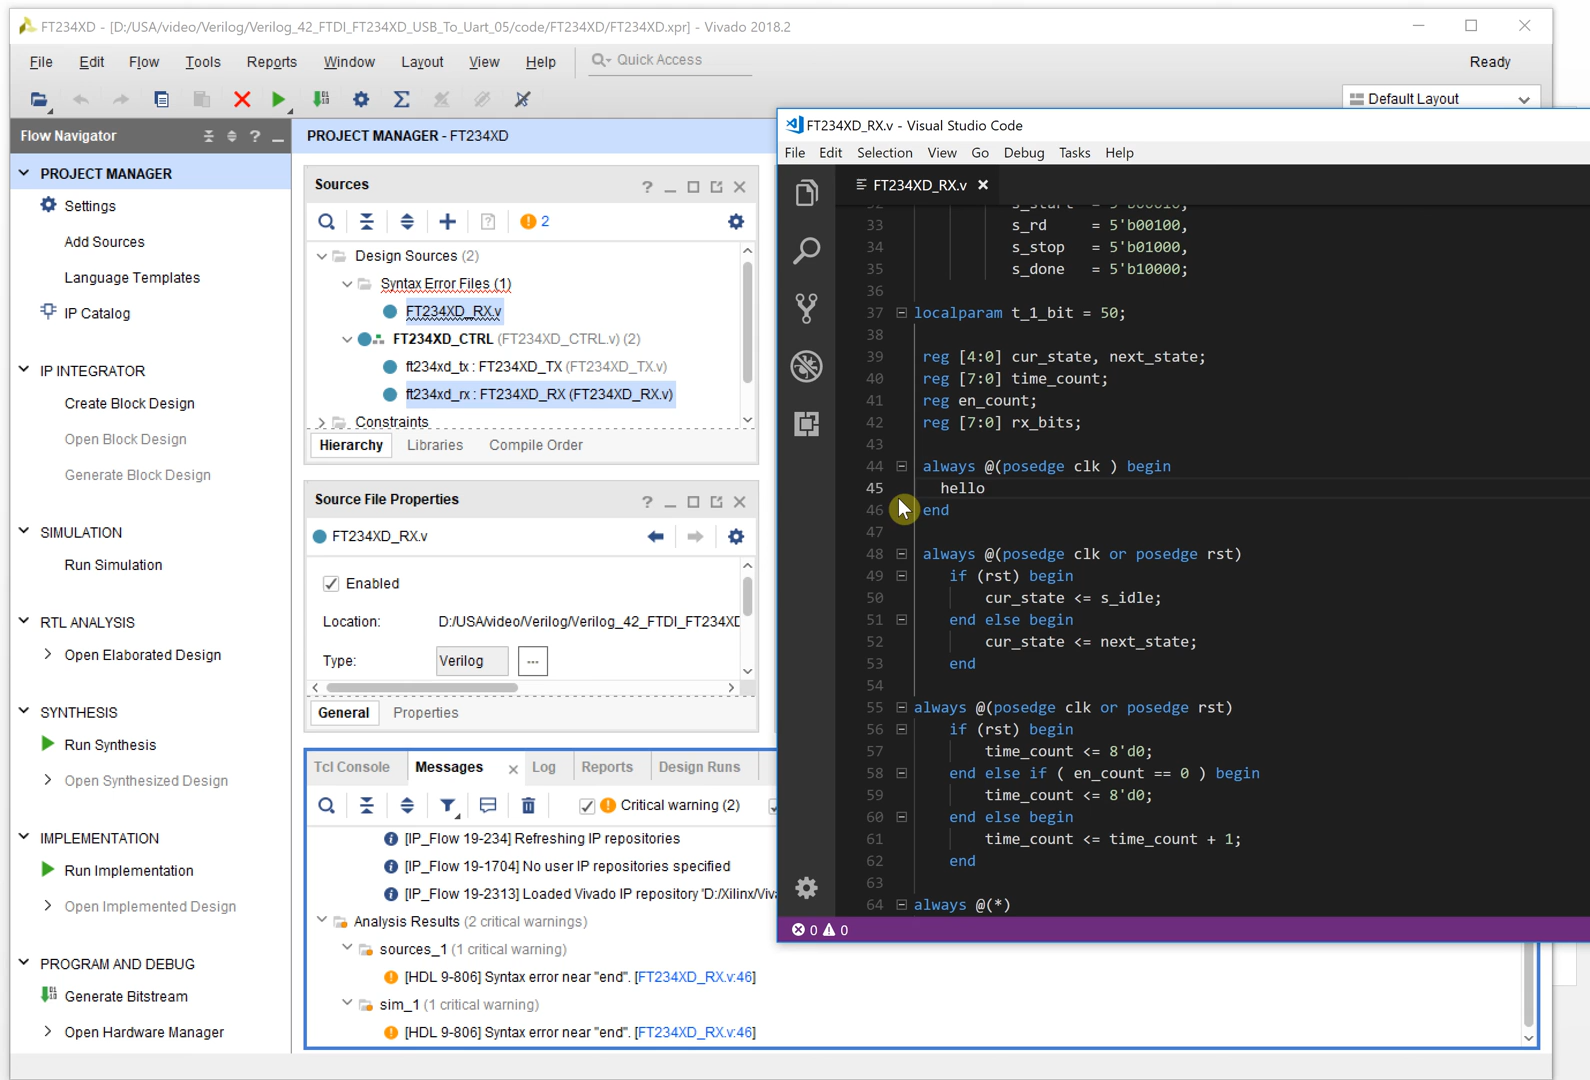 FT234XD - [D:/USA/video/Verilog/Verilog_42_FTDI_FT234XD_USB_To_Uart_05/code/FT234XD/FT234XD.xpr] - Vivado 2018.2
File Edit Flow Tools Reports Window Layout View Help Quick Access Ready
Default Layout
Flow Navigator
PROJECT MANAGER
Settings
Add Sources
Language Templates
IP Catalog
IP INTEGRATOR
Create Block Design
Open Block Design
Generate Block Design
SIMULATION
Run Simulation
RTL ANALYSIS
Open Elaborated Design
SYNTHESIS
Run Synthesis
Open Synthesized Design
IMPLEMENTATION
Run Implementation
Open Implemented Design
PROGRAM AND DEBUG
Generate Bitstream
Open Hardware Manager
PROJECT MANAGER - FT234XD
Sources
2
Design Sources (2)
Syntax Error Files (1)
FT234XD_RX.v
FT234XD_CTRL (FT234XD_CTRL.v) (2)
ft234xd_tx : FT234XD_TX (FT234XD_TX.v)
ft234xd_rx : FT234XD_RX (FT234XD_RX.v)
Constraints
Hierarchy Libraries Compile Order
Source File Properties
FT234XD_RX.v
Enabled
Location: D:/USA/video/Verilog/Verilog_42_FTDI_FT234XD
Type: Verilog ...
General Properties
Tcl Console Messages Log Reports Design Runs
Critical warning (2)
[IP_Flow 19-234] Refreshing IP repositories
[IP_Flow 19-1704] No user IP repositories specified
[IP_Flow 19-2313] Loaded Vivado IP repository 'D:/Xilinx/Viv
Analysis Results (2 critical warnings)
sources_1 (1 critical warning)
[HDL 9-806] Syntax error near "end". [FT234XD_RX.v:46]
sim_1 (1 critical warning)
[HDL 9-806] Syntax error near "end". [FT234XD_RX.v:46]
FT234XD_RX.v - Visual Studio Code
File Edit Selection View Go Debug Tasks Help
FT234XD_RX.v
32 s_start = 5'b00010,
33 s_rd = 5'b00100,
34 s_stop = 5'b01000,
35 s_done = 5'b10000;
36
37 localparam t_1_bit = 50;
38
39 reg [4:0] cur_state, next_state;
40 reg [7:0] time_count;
41 reg en_count;
42 reg [7:0] rx_bits;
43
44 always @(posedge clk ) begin
45 hello
46 end
47
48 always @(posedge clk or posedge rst)
49 if (rst) begin
50 cur_state <= s_idle;
51 end else begin
52 cur_state <= next_state;
53 end
54
55 always @(posedge clk or posedge rst)
56 if (rst) begin
57 time_count <= 8'd0;
58 end else if ( en_count == 0 ) begin
59 time_count <= 8'd0;
60 end else begin
61 time_count <= time_count + 1;
62 end
63
64 always @(*)
0 0